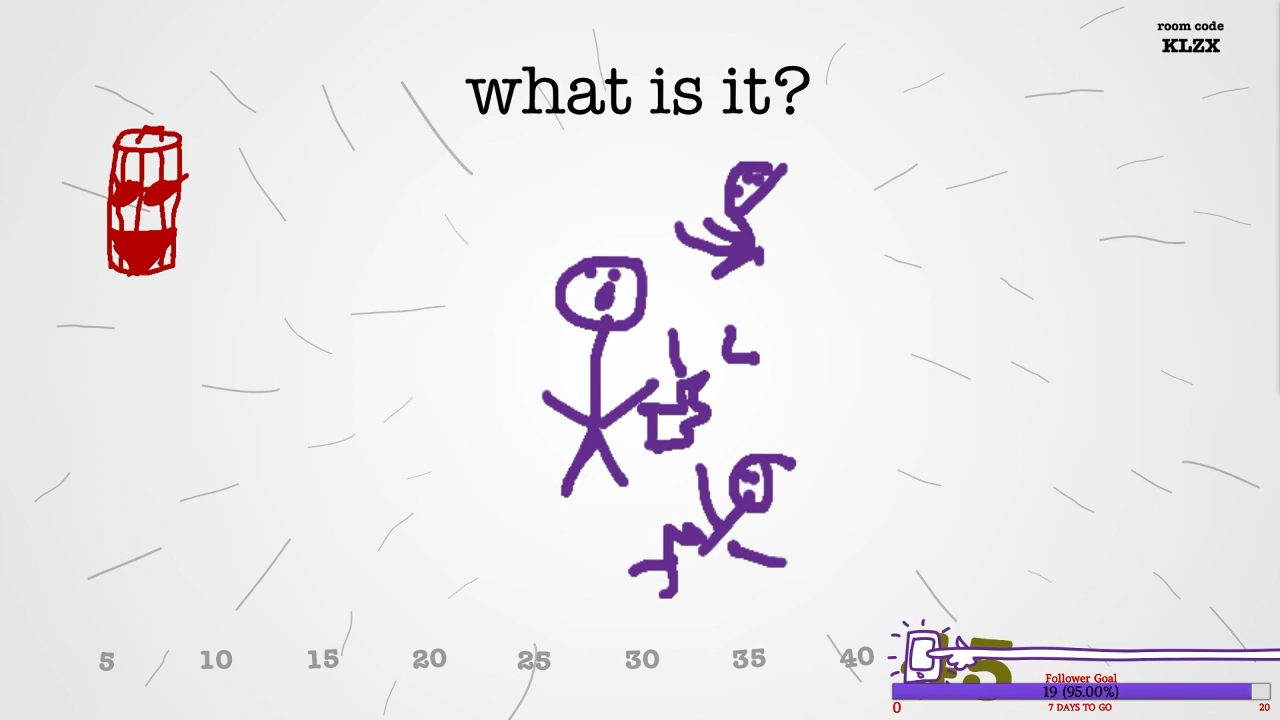 room code
KLZX
what is it?
5 10 15 20 25 30 35 40
Follower Goal
19 (95.00%)
0 7 DAYS TO GO 20